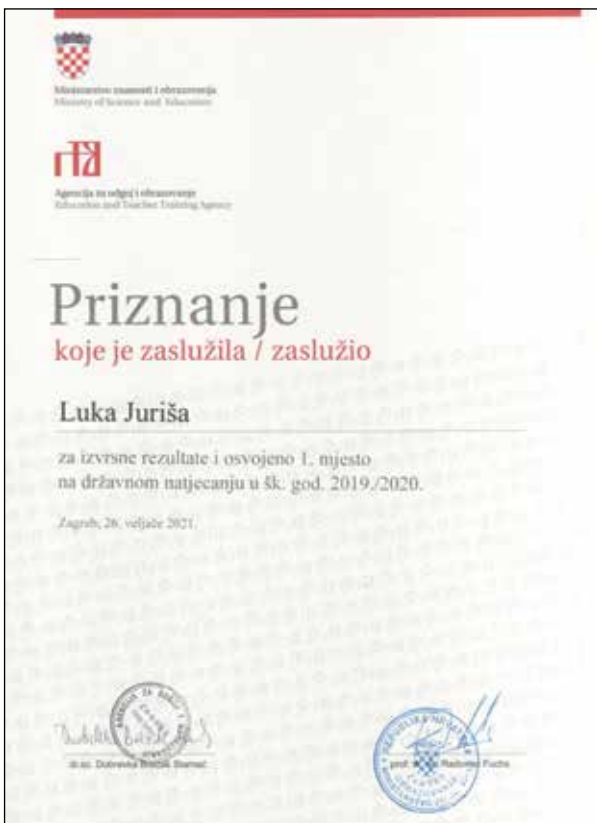 Ministarstvo znanosti i obrazovanja
Ministry of Science and Education
Agencija za odgoj i obrazovanje
Education and Teacher Training Agency
Priznanje
koje je zaslužila / zaslužio
Luka Juriša
za izvrsne rezultate i osvojeno 1. mjesto
na državnom natjecanju u šk. god. 2019./2020.
Zagreb, 26. veljače 2021.
dr.sc. Dubravka Brezak Stamać
prof. Radovan Fuchs